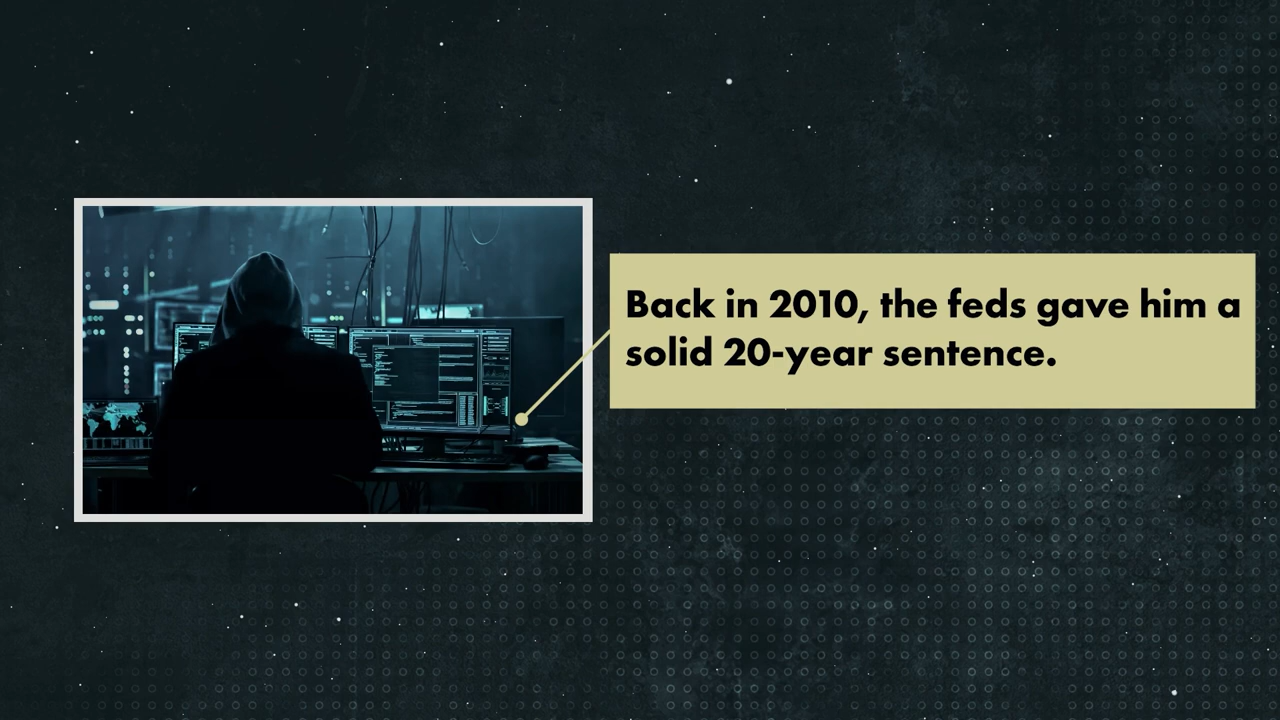 Back in 2010, the feds gave him a
solid 20-year sentence.